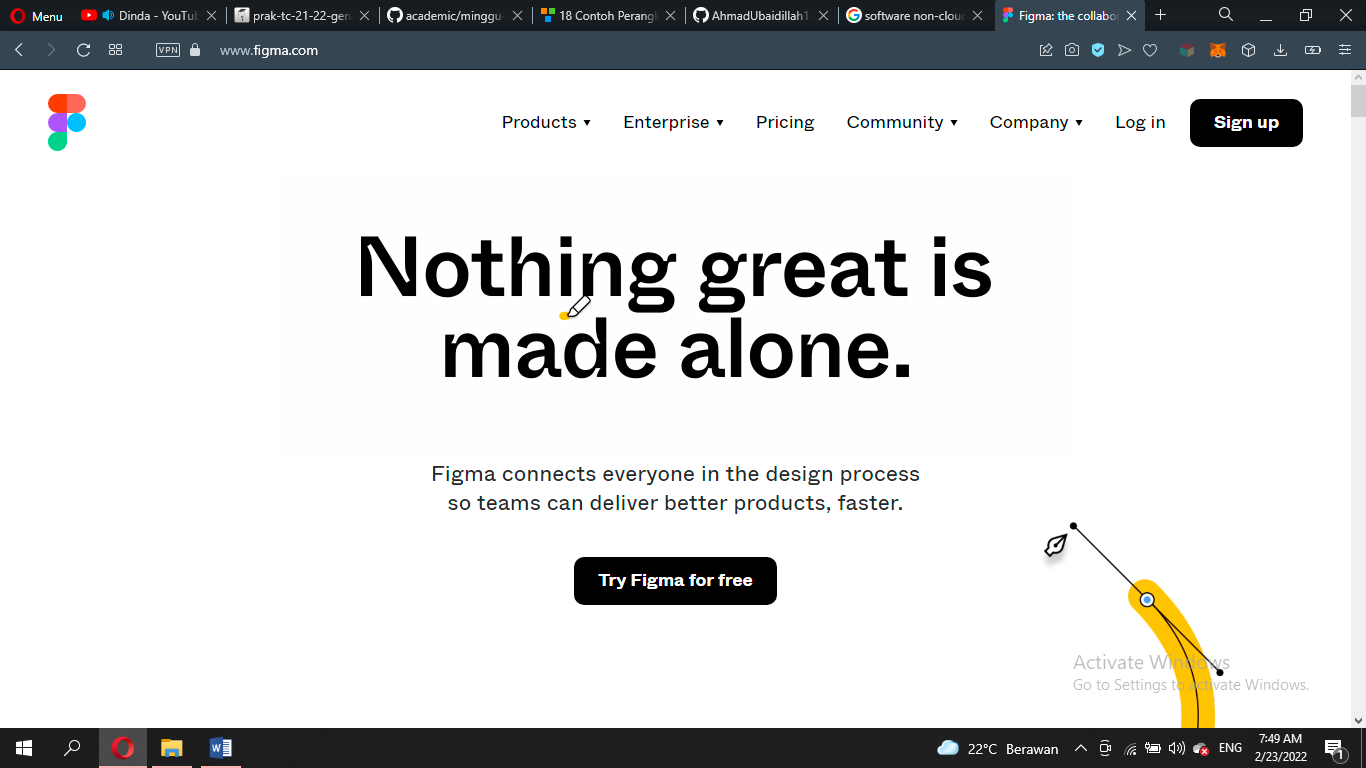 Menu
Dinda - YouTub
prak-tc-21-22-gen
academic/minggu-
18 Contoh Perangk
AhmadUbaidillah1
software non-cloud
Figma: the collabo
VPN
www.figma.com
Products
Enterprise
Pricing
Community
Company
Log in
Sign up
Nothing great is
made alone.
Figma connects everyone in the design process
so teams can deliver better products, faster.
Try Figma for free
Activate Windows
Go to Settings to activate Windows.
22°C Berawan
ENG
7:49 AM
2/23/2022
1